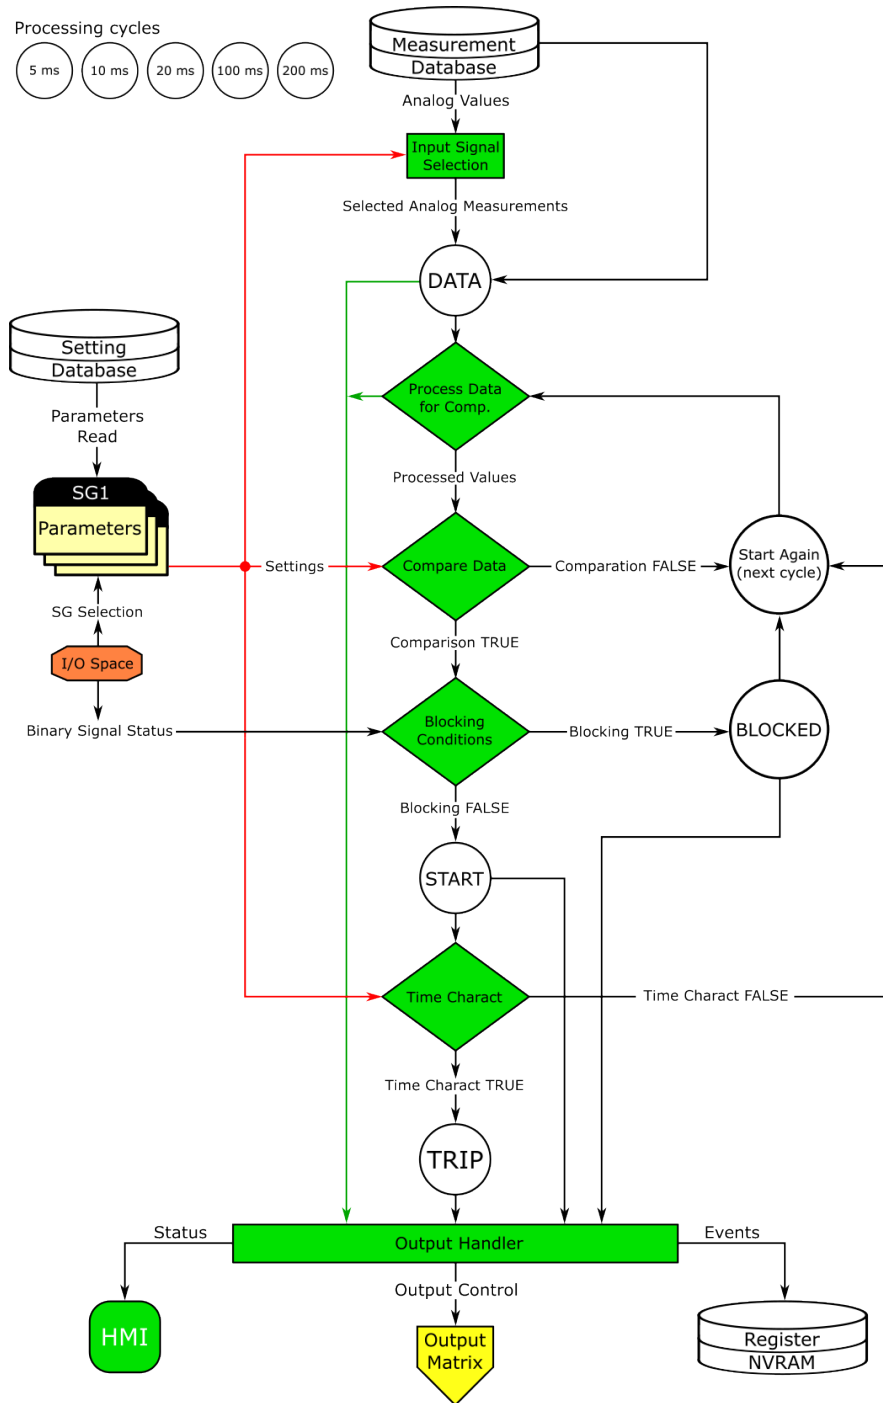 Processing cycles
5 ms
10 ms
20 ms
100 ms
200 ms
Measurement
Database
Analog Values
Input Signal
Selection
Selected Analog Measurements
DATA
Setting
Database
Process Data
for Comp.
Parameters
Read
Processed Values
SG1
Parameters
Settings
Compare Data
Comparation FALSE
Start Again
(next cycle)
SG Selection
Comparison TRUE
I/O Space
Binary Signal Status
Blocking
Conditions
Blocking TRUE
BLOCKED
Blocking FALSE
START
Time Charact
Time Charact FALSE
Time Charact TRUE
TRIP
Status
Output Handler
Events
Output Control
HMI
Output
Matrix
Register
NVRAM